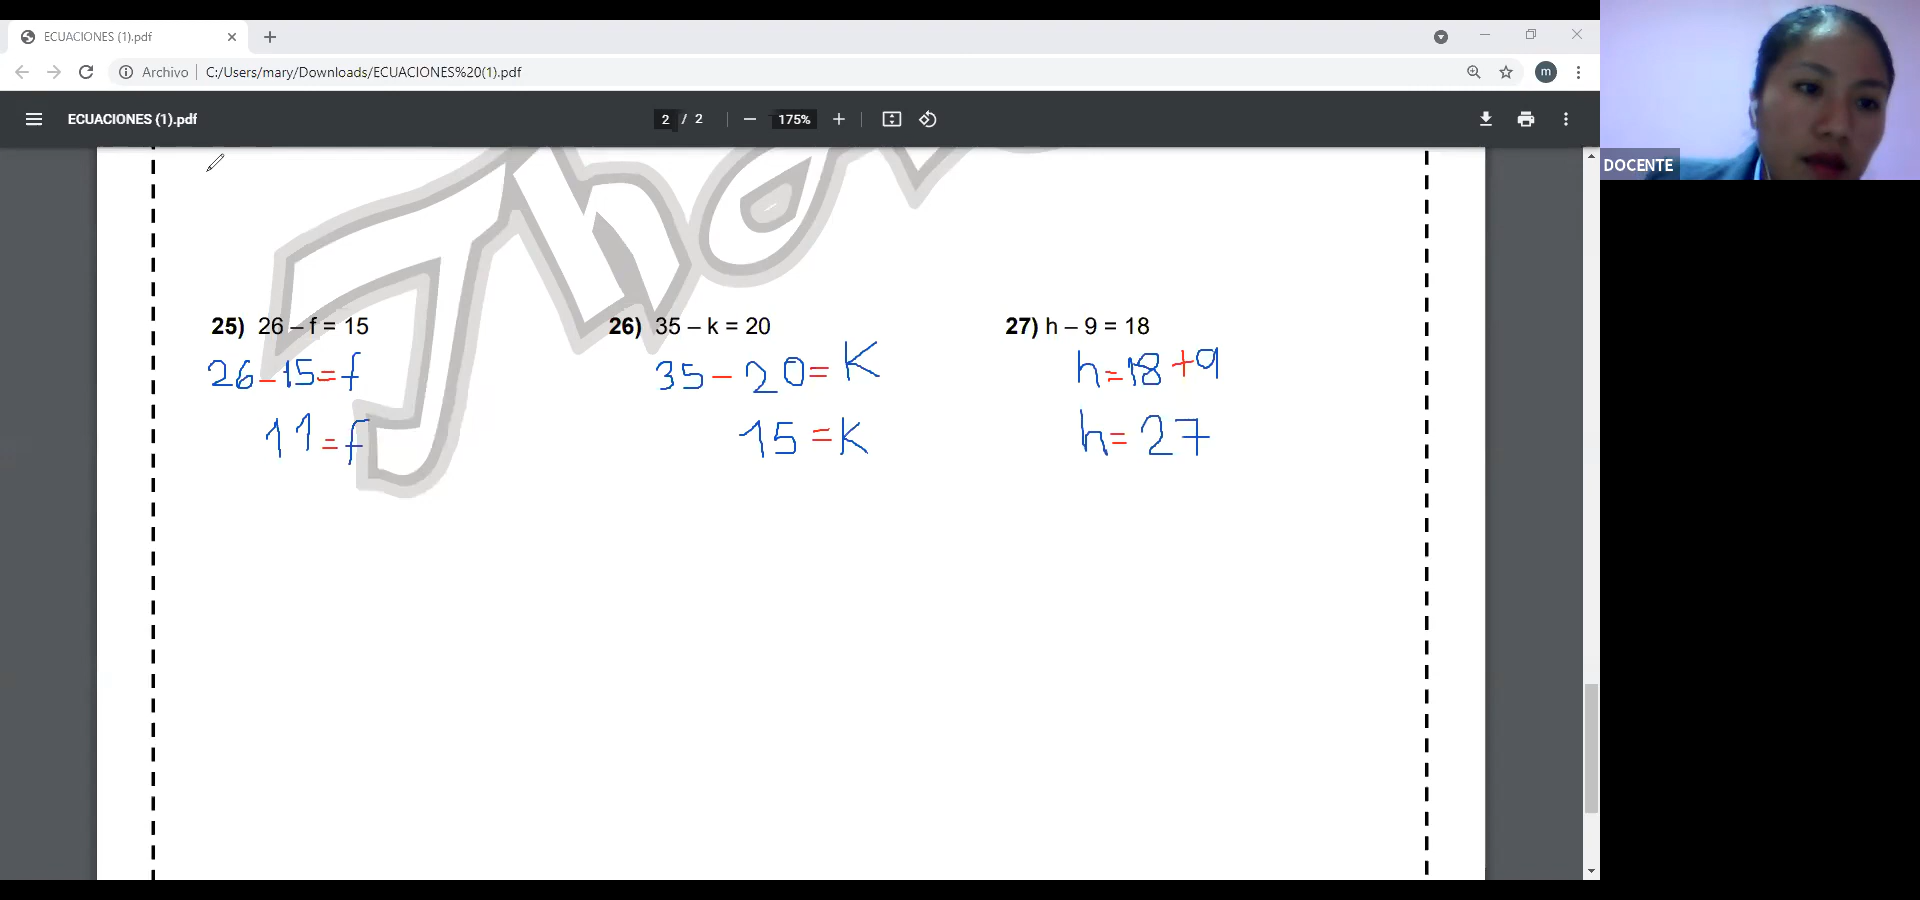 ECUACIONES (1).pdf
Archivo C:/Users/mary/Downloads/ECUACIONES%20(1).pdf
m
ECUACIONES (1).pdf 2 / 2 175%
DOCENTE
25) 26 – f = 15
26 - 15 = f
11 = f
26) 35 – k = 20
35 - 20 = K
15 = K
27) h – 9 = 18
h = 18 + 9
h = 27